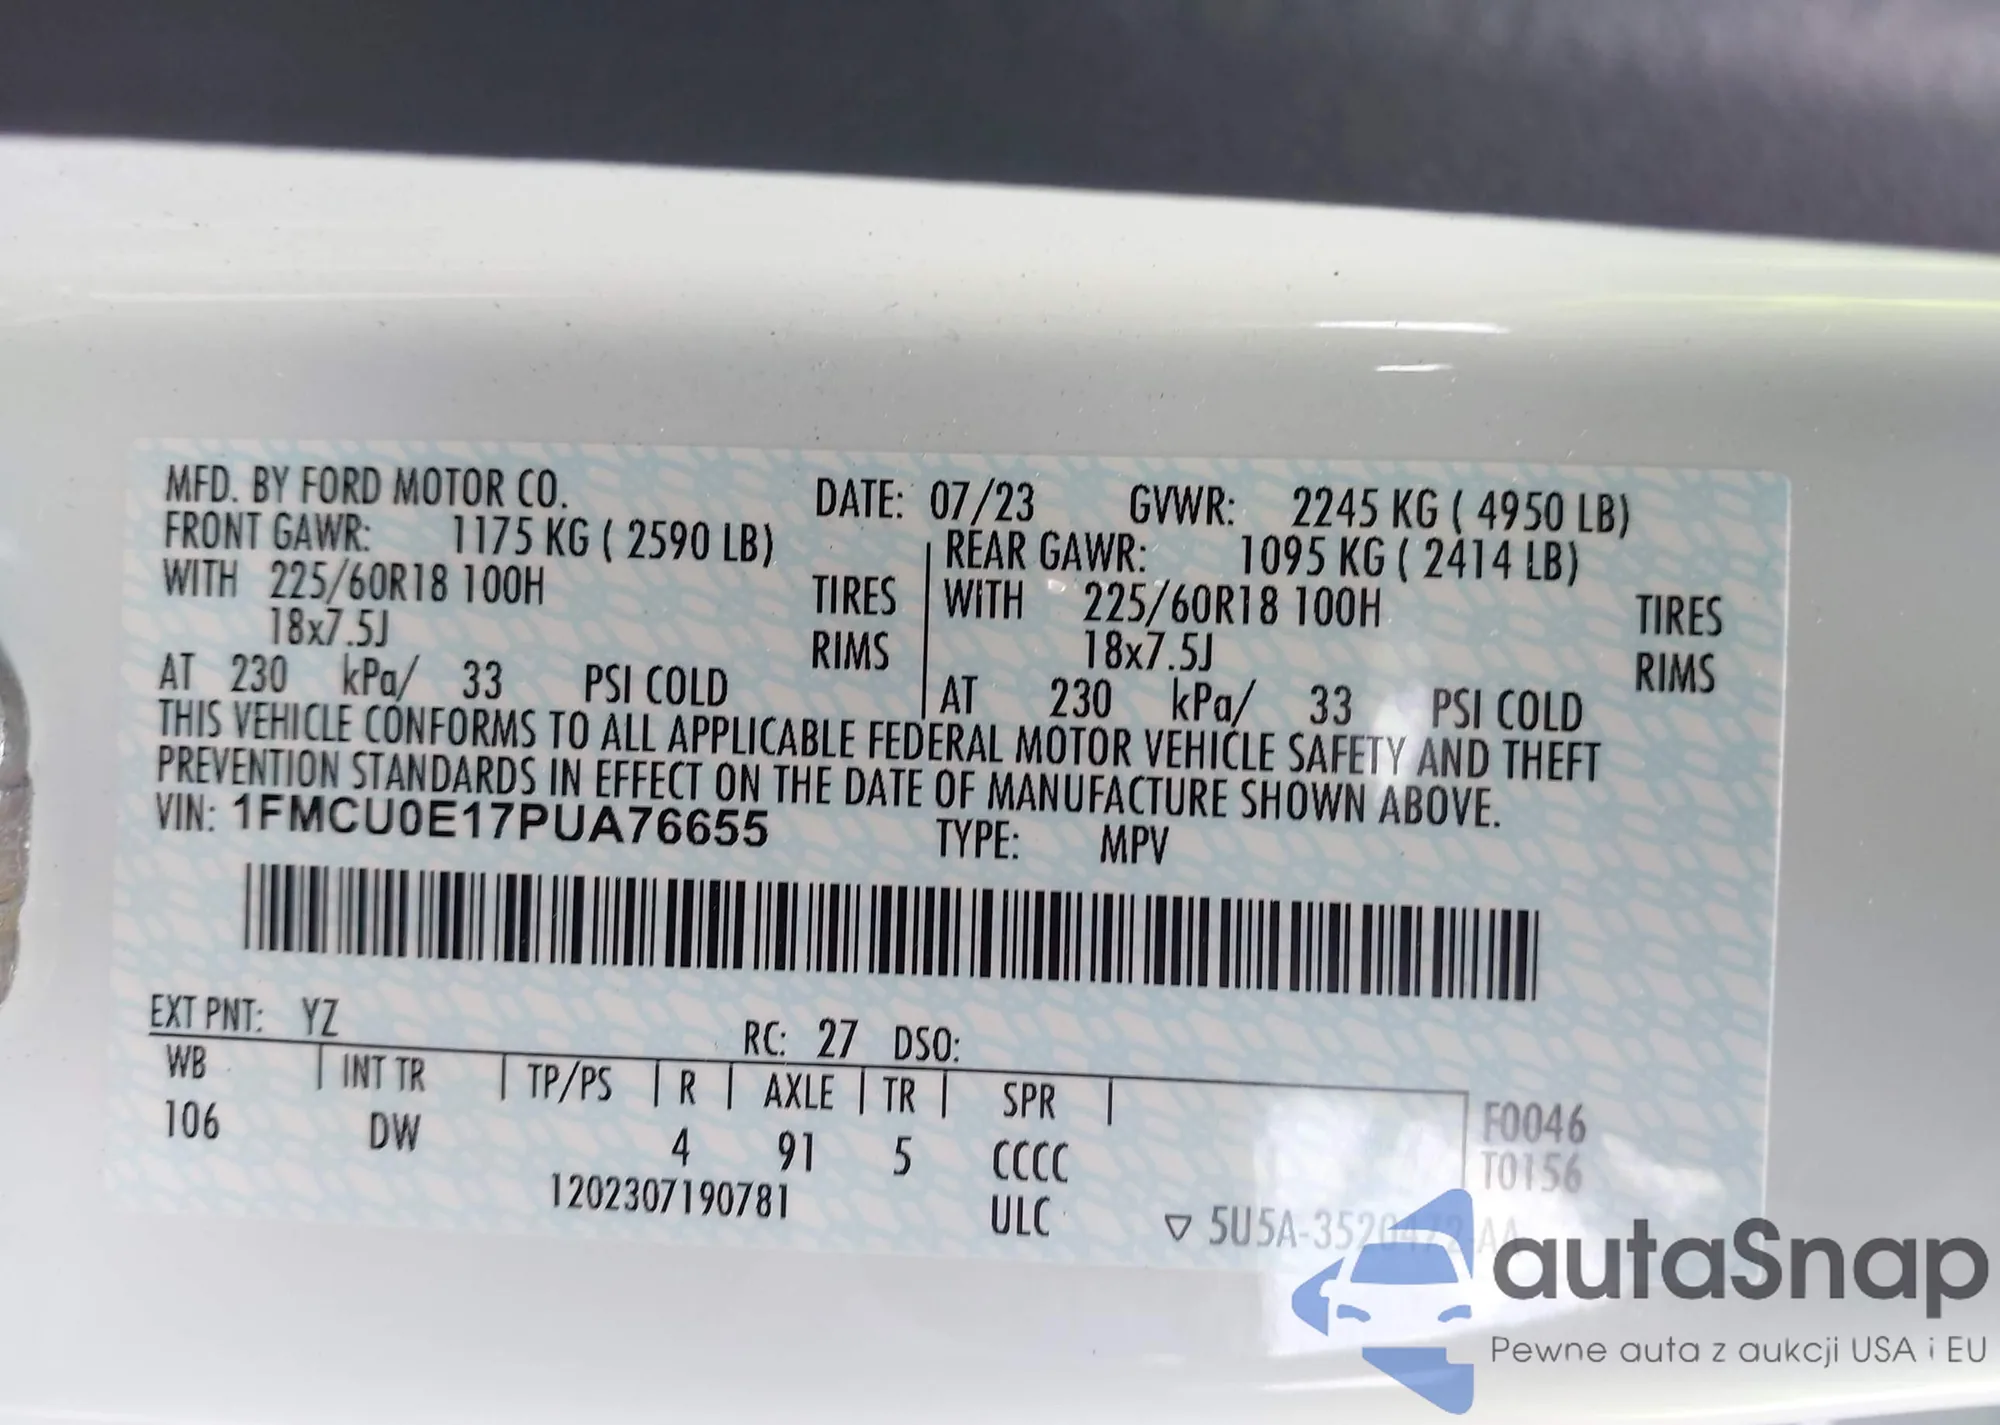 MFD. BY FORD MOTOR CO. DATE: 07/23 GVWR: 2245 KG ( 4950 LB)
FRONT GAWR: 1175 KG ( 2590 LB) REAR GAWR: 1095 KG ( 2414 LB)
WITH 225/60R18 100H TIRES WITH 225/60R18 100H TIRES
18x7.5J RIMS 18x7.5J RIMS
AT 230 kPa/ 33 PSI COLD AT 230 kPa/ 33 PSI COLD
THIS VEHICLE CONFORMS TO ALL APPLICABLE FEDERAL MOTOR VEHICLE SAFETY AND THEFT
PREVENTION STANDARDS IN EFFECT ON THE DATE OF MANUFACTURE SHOWN ABOVE.
VIN: 1FMCU0E17PUA76655 TYPE: MPV
EXT PNT: YZ RC: 27 DSO:
WB INT TR TP/PS R AXLE TR SPR
106 DW 4 91 5 CCCC
F0046
T0156
1202307190781 ULC ▽ 5U5A-3520472 AA
autaSnap
Pewne auta z aukcji USA i EU